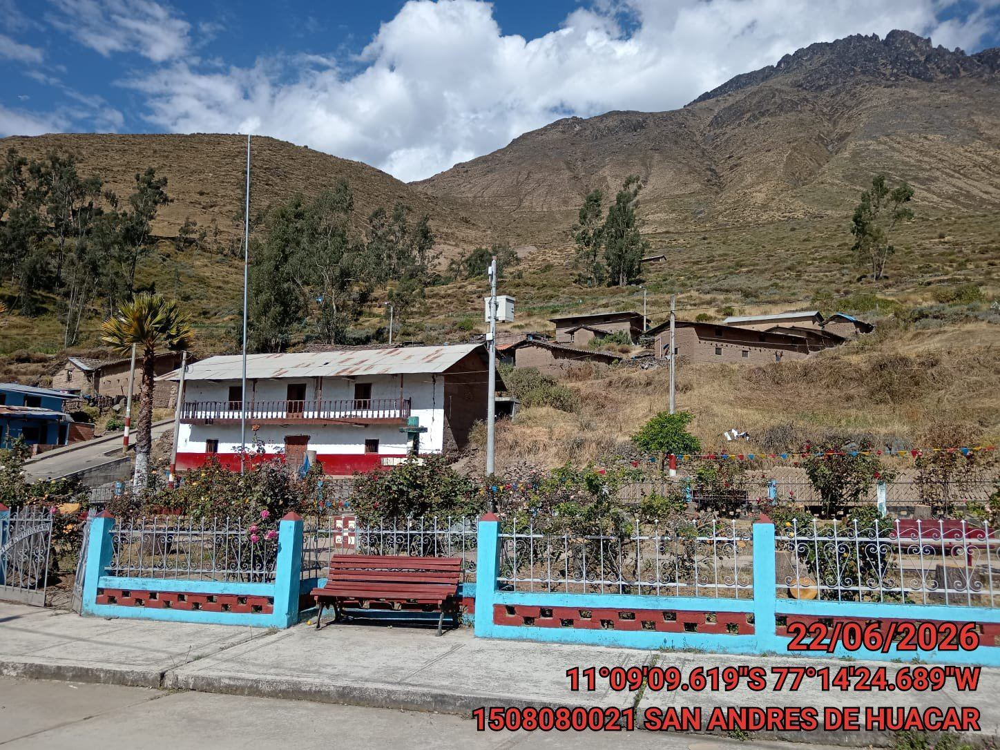 22/06/2026
11°09'09.619"S 77°14'24.689"W
1508080021 SAN ANDRES DE HUACAR